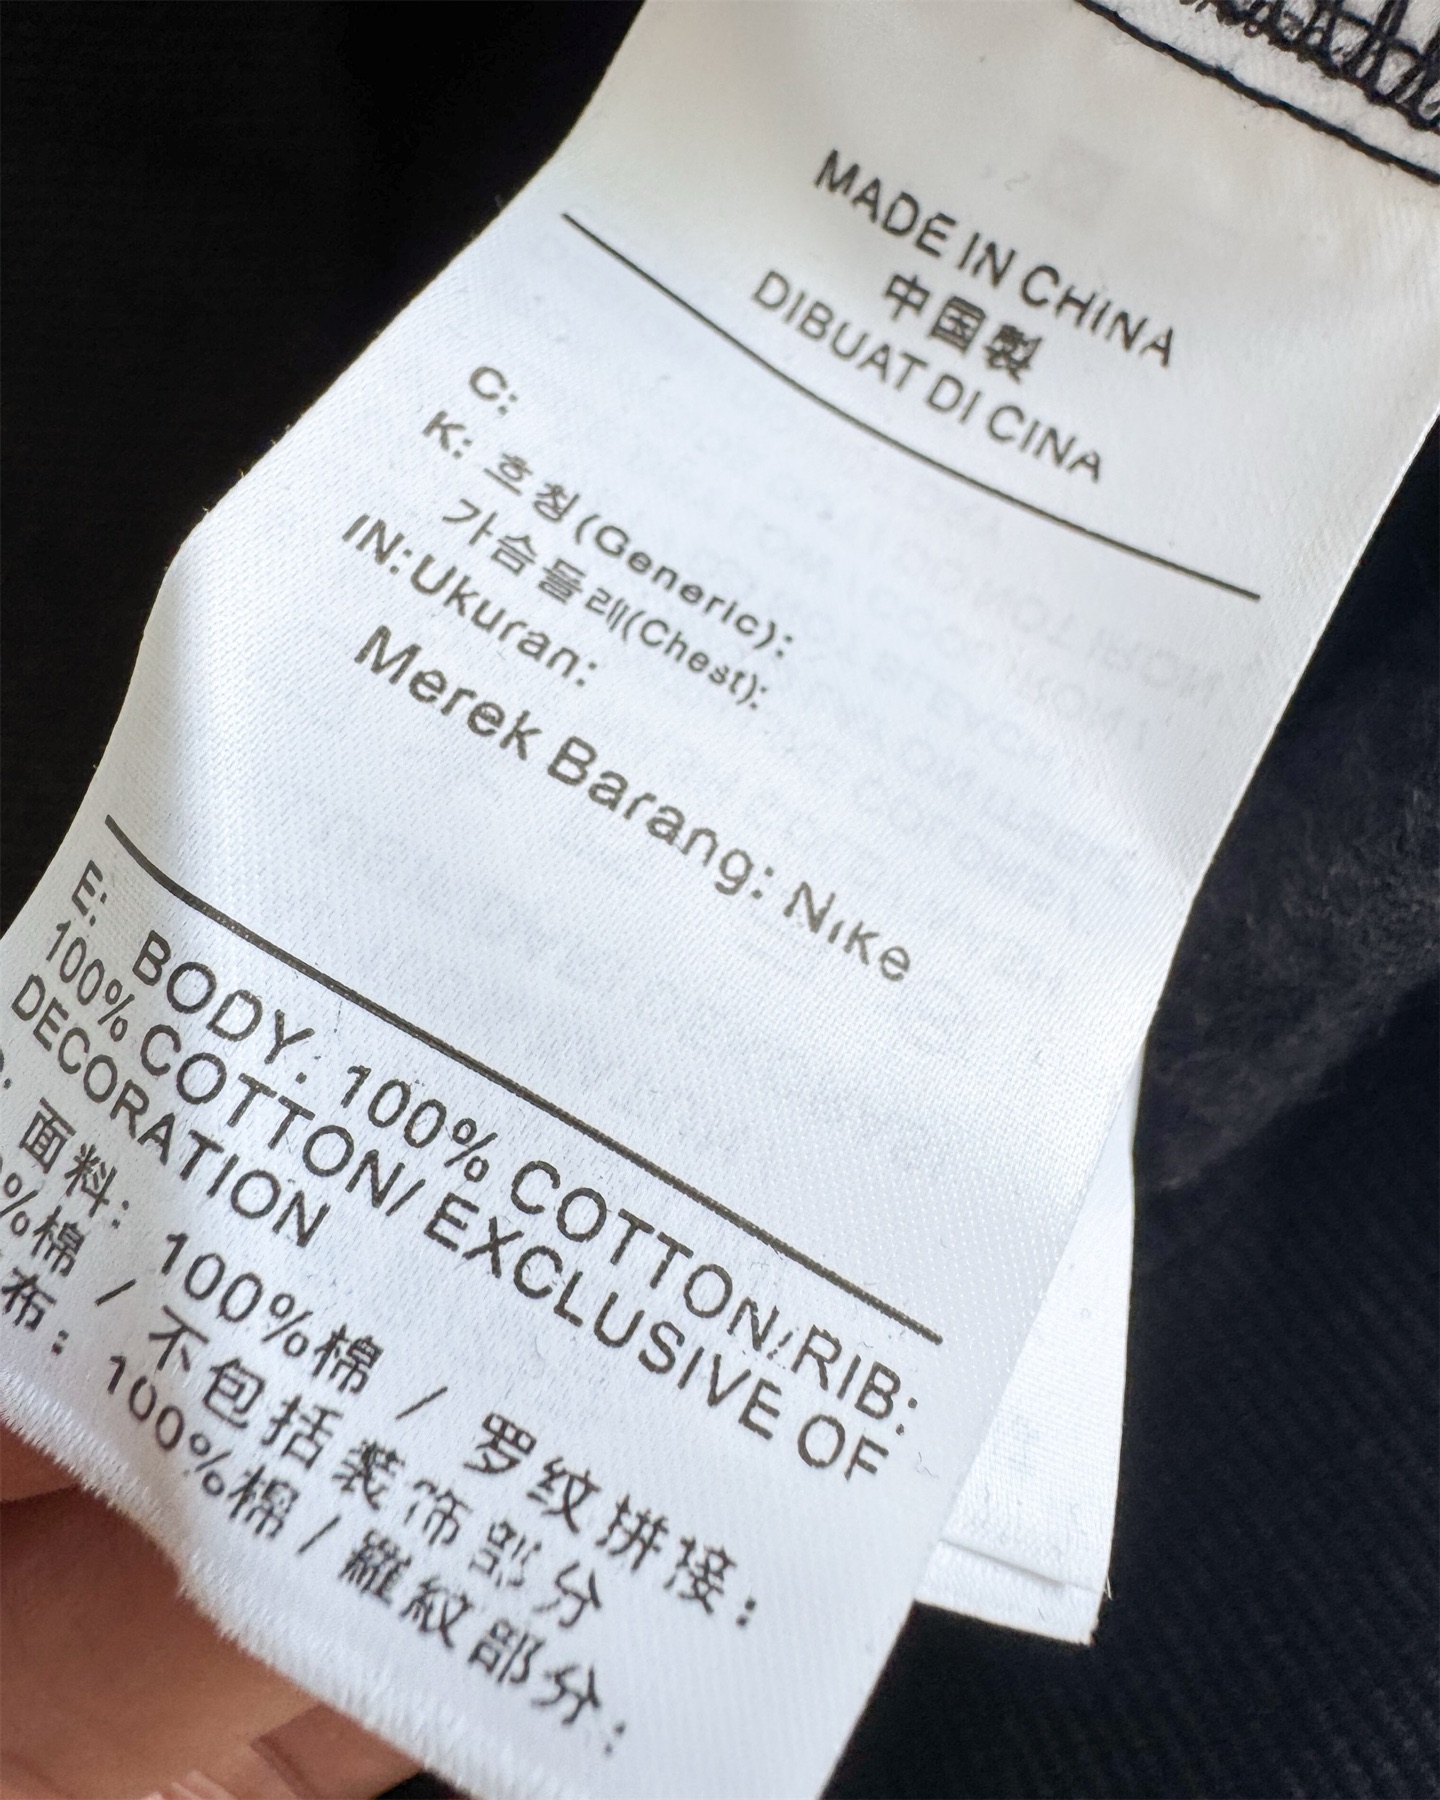 MADE IN CHINA
中国製
DIBUAT DI CINA
C:
K: 호칭(Generic):
가슴둘레(Chest):
IN:Ukuran:
Merek Barang: Nike
E: BODY: 100% COTTON/RIB:
100% COTTON/ EXCLUSIVE OF
DECORATION
面料: 100%棉 / 罗纹拼接:
%棉 / 不包括装饰部分
布: 100%棉 / 羅紋部分: